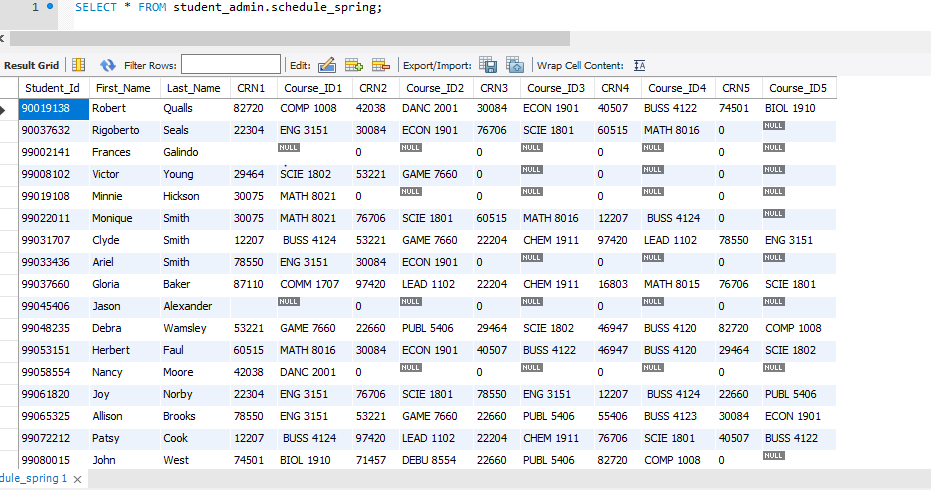 1 SELECT * FROM student_admin.schedule_spring;
Result Grid Filter Rows: Edit: Export/Import: Wrap Cell Content:
Student_Id First_Name Last_Name CRN1 Course_ID1 CRN2 Course_ID2 CRN3 Course_ID3 CRN4 Course_ID4 CRN5 Course_ID5
90019138 Robert Qualls 82720 COMP 1008 42038 DANC 2001 30084 ECON 1901 40507 BUSS 4122 74501 BIOL 1910
90037632 Rigoberto Seals 22304 ENG 3151 30084 ECON 1901 76706 SCIE 1801 60515 MATH 8016 0 NULL
99002141 Frances Galindo NULL 0 NULL 0 NULL 0 NULL 0 NULL
99008102 Victor Young 29464 SCIE 1802 53221 GAME 7660 0 NULL 0 NULL 0 NULL
99019108 Minnie Hickson 30075 MATH 8021 0 NULL 0 NULL 0 NULL 0 NULL
99022011 Monique Smith 30075 MATH 8021 76706 SCIE 1801 60515 MATH 8016 12207 BUSS 4124 0 NULL
99031707 Clyde Smith 12207 BUSS 4124 53221 GAME 7660 22204 CHEM 1911 97420 LEAD 1102 78550 ENG 3151
99033436 Ariel Smith 78550 ENG 3151 30084 ECON 1901 0 NULL 0 NULL 0 NULL
99037660 Gloria Baker 87110 COMM 1707 97420 LEAD 1102 22204 CHEM 1911 16803 MATH 8015 76706 SCIE 1801
99045406 Jason Alexander NULL 0 NULL 0 NULL 0 NULL 0 NULL
99048235 Debra Wamsley 53221 GAME 7660 22660 PUBL 5406 29464 SCIE 1802 46947 BUSS 4120 82720 COMP 1008
99053151 Herbert Faul 60515 MATH 8016 30084 ECON 1901 40507 BUSS 4122 46947 BUSS 4120 29464 SCIE 1802
99058554 Nancy Moore 42038 DANC 2001 0 NULL 0 NULL 0 NULL 0 NULL
99061820 Joy Norby 22304 ENG 3151 76706 SCIE 1801 78550 ENG 3151 12207 BUSS 4124 22660 PUBL 5406
99065325 Allison Brooks 78550 ENG 3151 53221 GAME 7660 22660 PUBL 5406 55406 BUSS 4123 30084 ECON 1901
99072212 Patsy Cook 12207 BUSS 4124 97420 LEAD 1102 22204 CHEM 1911 76706 SCIE 1801 40507 BUSS 4122
99080015 John West 74501 BIOL 1910 71457 DEBU 8554 22660 PUBL 5406 82720 COMP 1008 0 NULL
dule_spring 1